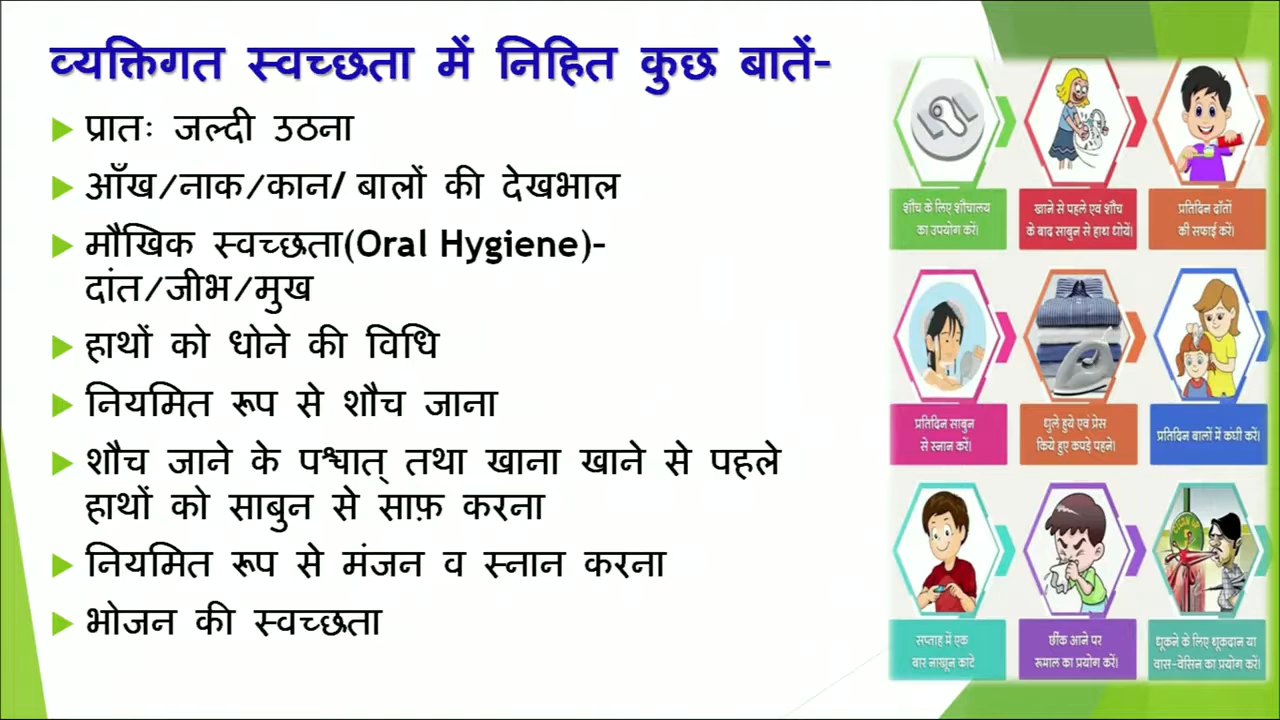 व्यक्तिगत स्वच्छता में निहित कुछ बातें-
प्रातः जल्दी उठना
आँख/नाक/कान/ बालों की देखभाल
मौखिक स्वच्छता(Oral Hygiene)-
दांत/जीभ/मुख
हाथों को धोने की विधि
नियमित रूप से शौच जाना
शौच जाने के पश्चात् तथा खाना खाने से पहले
हाथों को साबुन से साफ़ करना
नियमित रूप से मंजन व स्नान करना
भोजन की स्वच्छता
शौच के लिए शौचालय
का उपयोग करें।
खाने से पहले एवं शौच
के बाद साबुन से हाथ धोयें।
प्रतिदिन दाँतों
की सफाई करें।
प्रतिदिन साबुन
से स्नान करें।
धुले हुये एवं प्रेस
किये हुए कपड़े पहने।
प्रतिदिन बालों में कंघी करें।
सप्ताह में एक
बार नाखून काटे
छींक आने पर
रूमाल का प्रयोग करें।
थूकने के लिए थूकदान या
वास-बेसिन का प्रयोग करें।